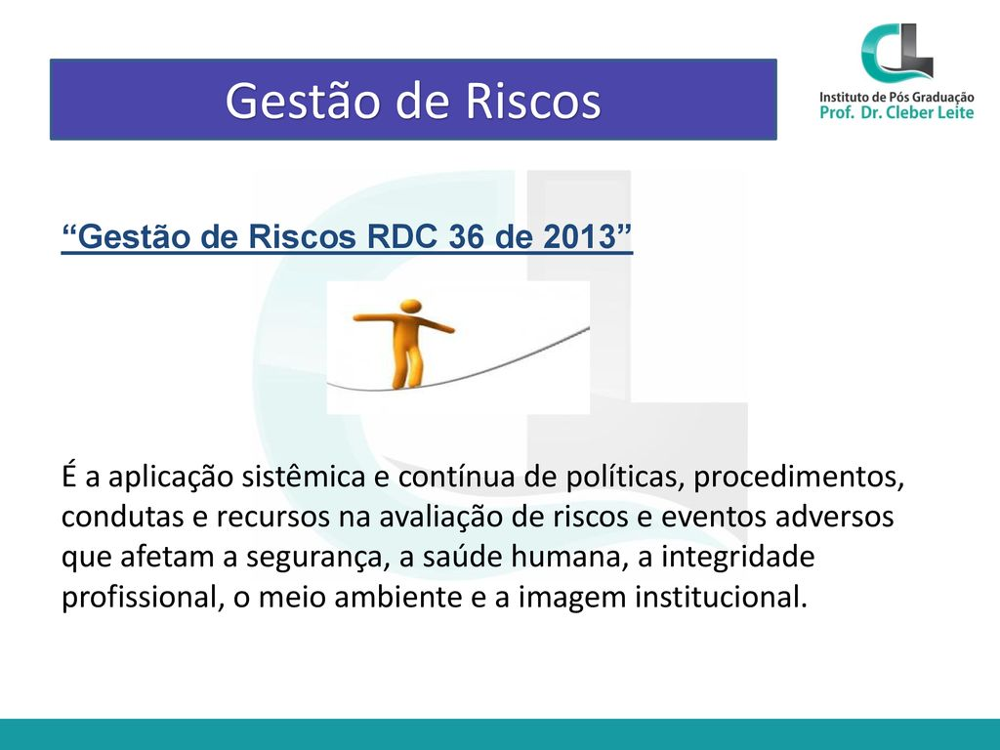 Gestão de Riscos
CL
Instituto de Pós Graduação
Prof. Dr. Cleber Leite
“Gestão de Riscos RDC 36 de 2013”
É a aplicação sistêmica e contínua de políticas, procedimentos,
condutas e recursos na avaliação de riscos e eventos adversos
que afetam a segurança, a saúde humana, a integridade
profissional, o meio ambiente e a imagem institucional.